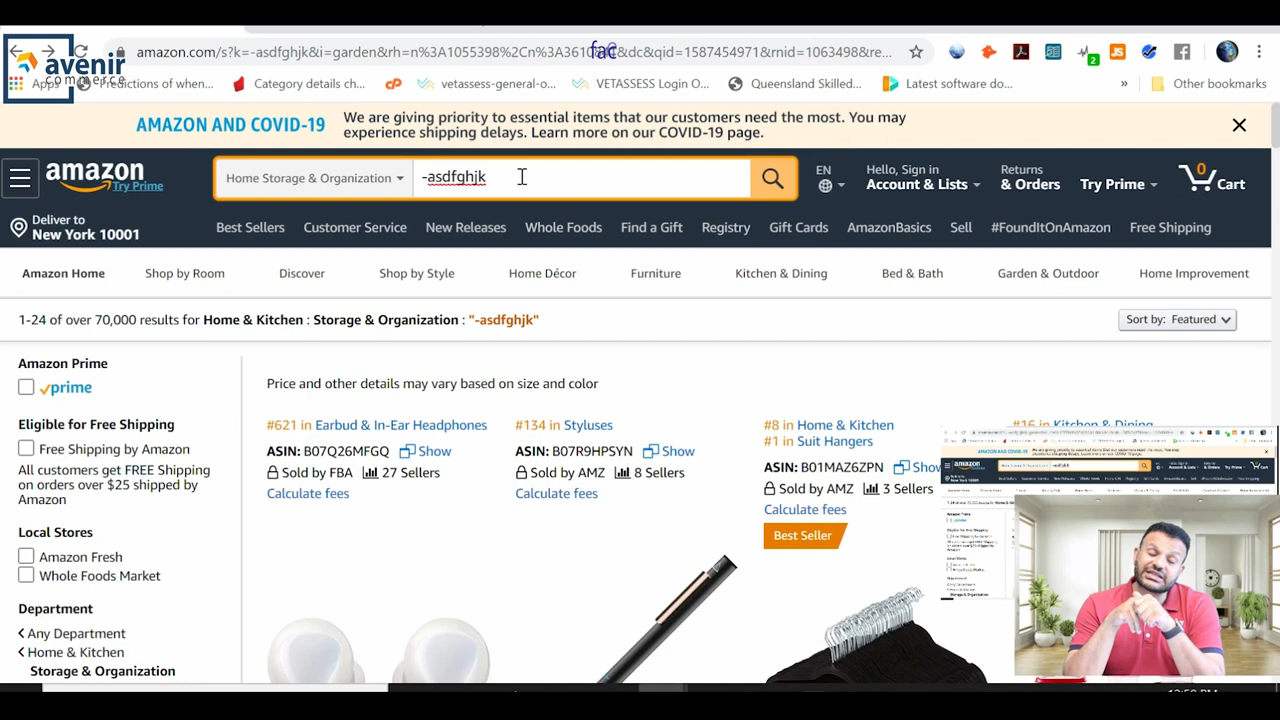 avenir
commerce
amazon.com/s?k=-asdfghjk&i=garden&rh=n%3A1055398%2Cn%3A3610
&dc&qid=1587454971&rnid=1063498&re...
fac
Apps
Predictions of when...
Category details ch...
vetassess-general-o...
VETASSESS Login O...
Queensland Skilled...
Latest software do...
»
Other bookmarks
AMAZON AND COVID-19
We are giving priority to essential items that our customers need the most. You may
experience shipping delays. Learn more on our COVID-19 page.
amazon
Try Prime
Home Storage & Organization
-asdfghjk
EN
Hello, Sign in
Account & Lists
Returns
& Orders
Try Prime
0
Cart
Deliver to
New York 10001
Best Sellers
Customer Service
New Releases
Whole Foods
Find a Gift
Registry
Gift Cards
AmazonBasics
Sell
#FoundItOnAmazon
Free Shipping
Amazon Home
Shop by Room
Discover
Shop by Style
Home Décor
Furniture
Kitchen & Dining
Bed & Bath
Garden & Outdoor
Home Improvement
1-24 of over 70,000 results for Home & Kitchen : Storage & Organization : "-asdfghjk"
Sort by: Featured
Amazon Prime
prime
Eligible for Free Shipping
Free Shipping by Amazon
All customers get FREE Shipping
on orders over $25 shipped by
Amazon
Local Stores
Amazon Fresh
Whole Foods Market
Department
Any Department
Home & Kitchen
Storage & Organization
Price and other details may vary based on size and color
#621 in Earbud & In-Ear Headphones
ASIN: B07Q26MFGQ Show
Sold by AMZ 27 Sellers
Calculate fees
#134 in Styluses
ASIN: B07R9HPSYN Show
Sold by AMZ 8 Sellers
Calculate fees
#8 in Home & Kitchen
#1 in Suit Hangers
ASIN: B01MAZ6ZPN Show
Sold by AMZ 3 Sellers
Calculate fees
Best Seller
#16 in Kitchen & Dining